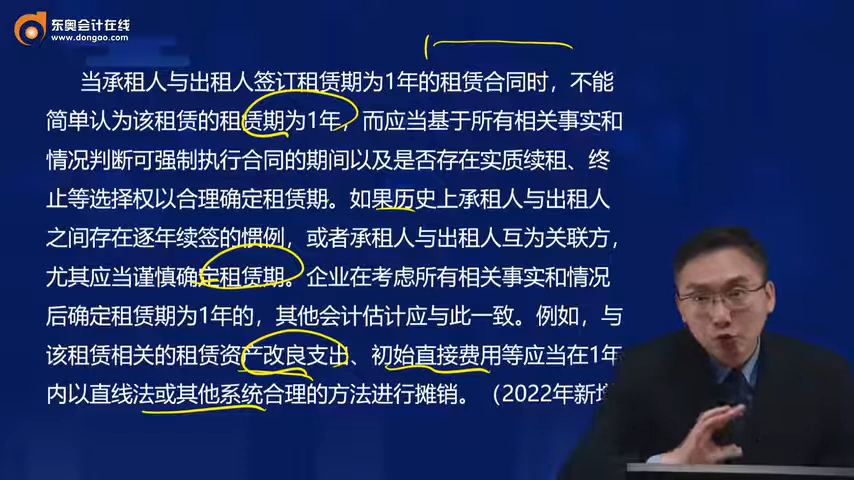 东奥会计在线
www.dongao.com
当承租人与出租人签订租赁期为1年的租赁合同时，不能
简单认为该租赁的租赁期为1年，而应当基于所有相关事实和
情况判断可强制执行合同的期间以及是否存在实质续租、终
止等选择权以合理确定租赁期。如果历史上承租人与出租人
之间存在逐年续签的惯例，或者承租人与出租人互为关联方，
尤其应当谨慎确定租赁期。企业在考虑所有相关事实和情况
后确定租赁期为1年的，其他会计估计应与此一致。例如，与
该租赁相关的租赁资产改良支出、初始直接费用等应当在1年
内以直线法或其他系统合理的方法进行摊销。（2022年新